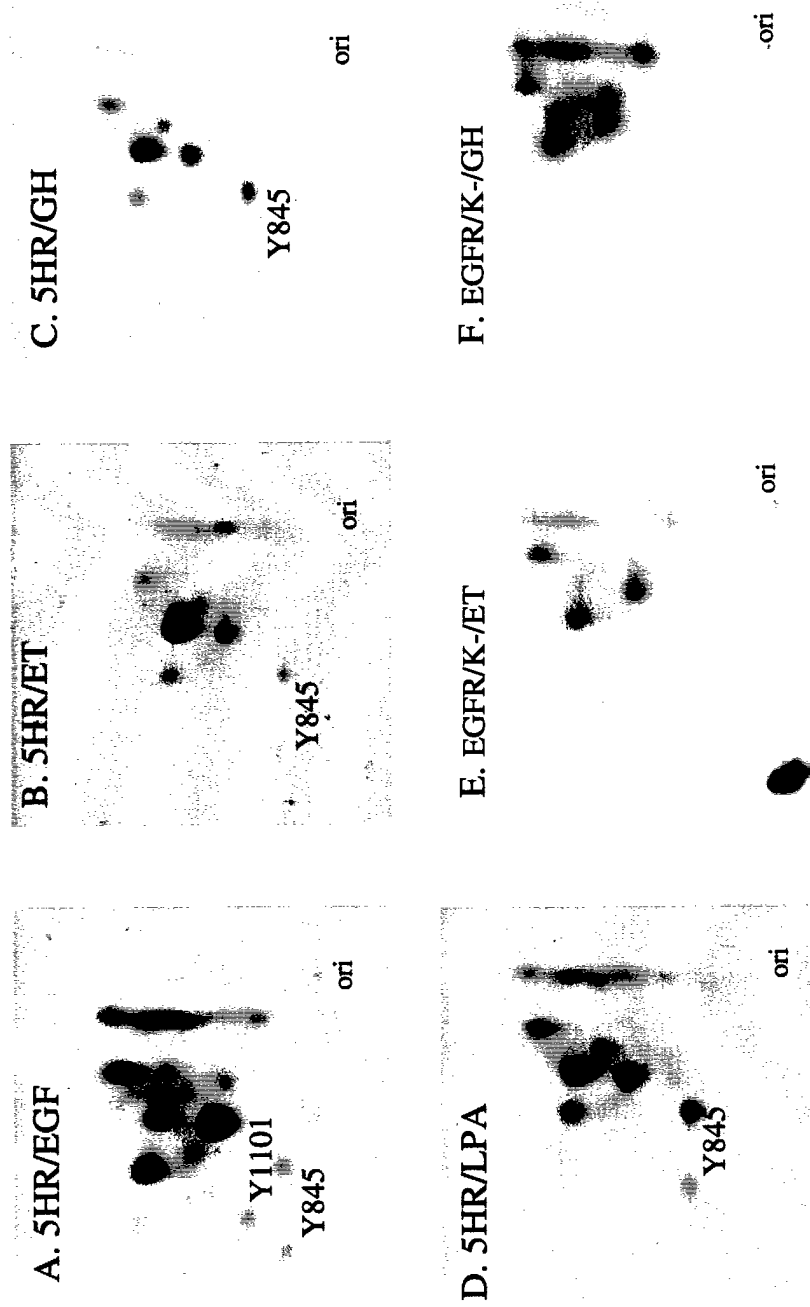 A. 5HR/EGF
Y1101
Y845
ori
B. 5HR/ET
Y845
ori
C. 5HR/GH
Y845
ori
D. 5HR/LPA
Y845
ori
E. EGFR/K-/ET
ori
F. EGFR/K-/GH
ori